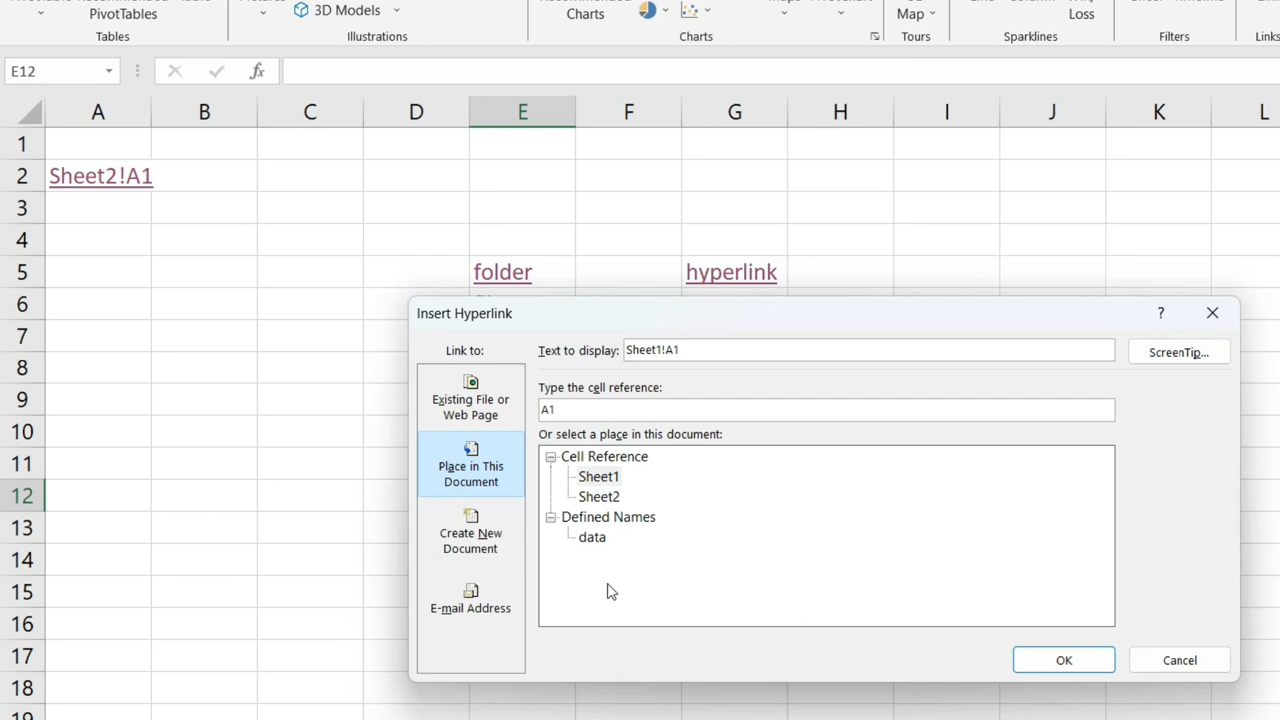 PivotTables
3D Models
Charts
Map
Loss
Tables
Illustrations
Charts
Tours
Sparklines
Filters
Links
E12
fx
A B C D E F G H I J K L
1
2 Sheet2!A1
3
4
5 folder hyperlink
6
7
8
9
10
11
12
13
14
15
16
17
18
19
Insert Hyperlink
?
Link to:
Text to display: Sheet1!A1
ScreenTip...
Existing File or
Web Page
Place in This
Document
Create New
Document
E-mail Address
Type the cell reference:
A1
Or select a place in this document:
Cell Reference
Sheet1
Sheet2
Defined Names
data
OK
Cancel